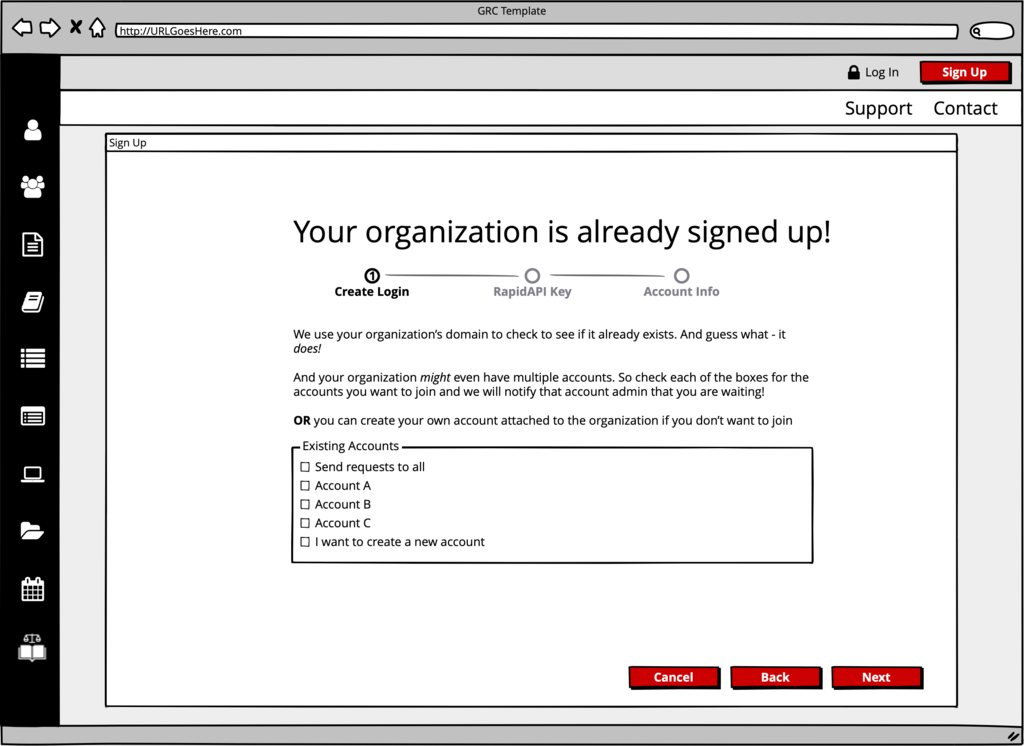 GRC Template
http://URLGoesHere.com
Log In
Sign Up
Support Contact
Sign Up
Your organization is already signed up!
1
Create Login
RapidAPI Key
Account Info
We use your organization's domain to check to see if it already exists. And guess what - it
does!
And your organization might even have multiple accounts. So check each of the boxes for the
accounts you want to join and we will notify that account admin that you are waiting!
OR you can create your own account attached to the organization if you don't want to join
Existing Accounts
Send requests to all
Account A
Account B
Account C
I want to create a new account
Cancel
Back
Next